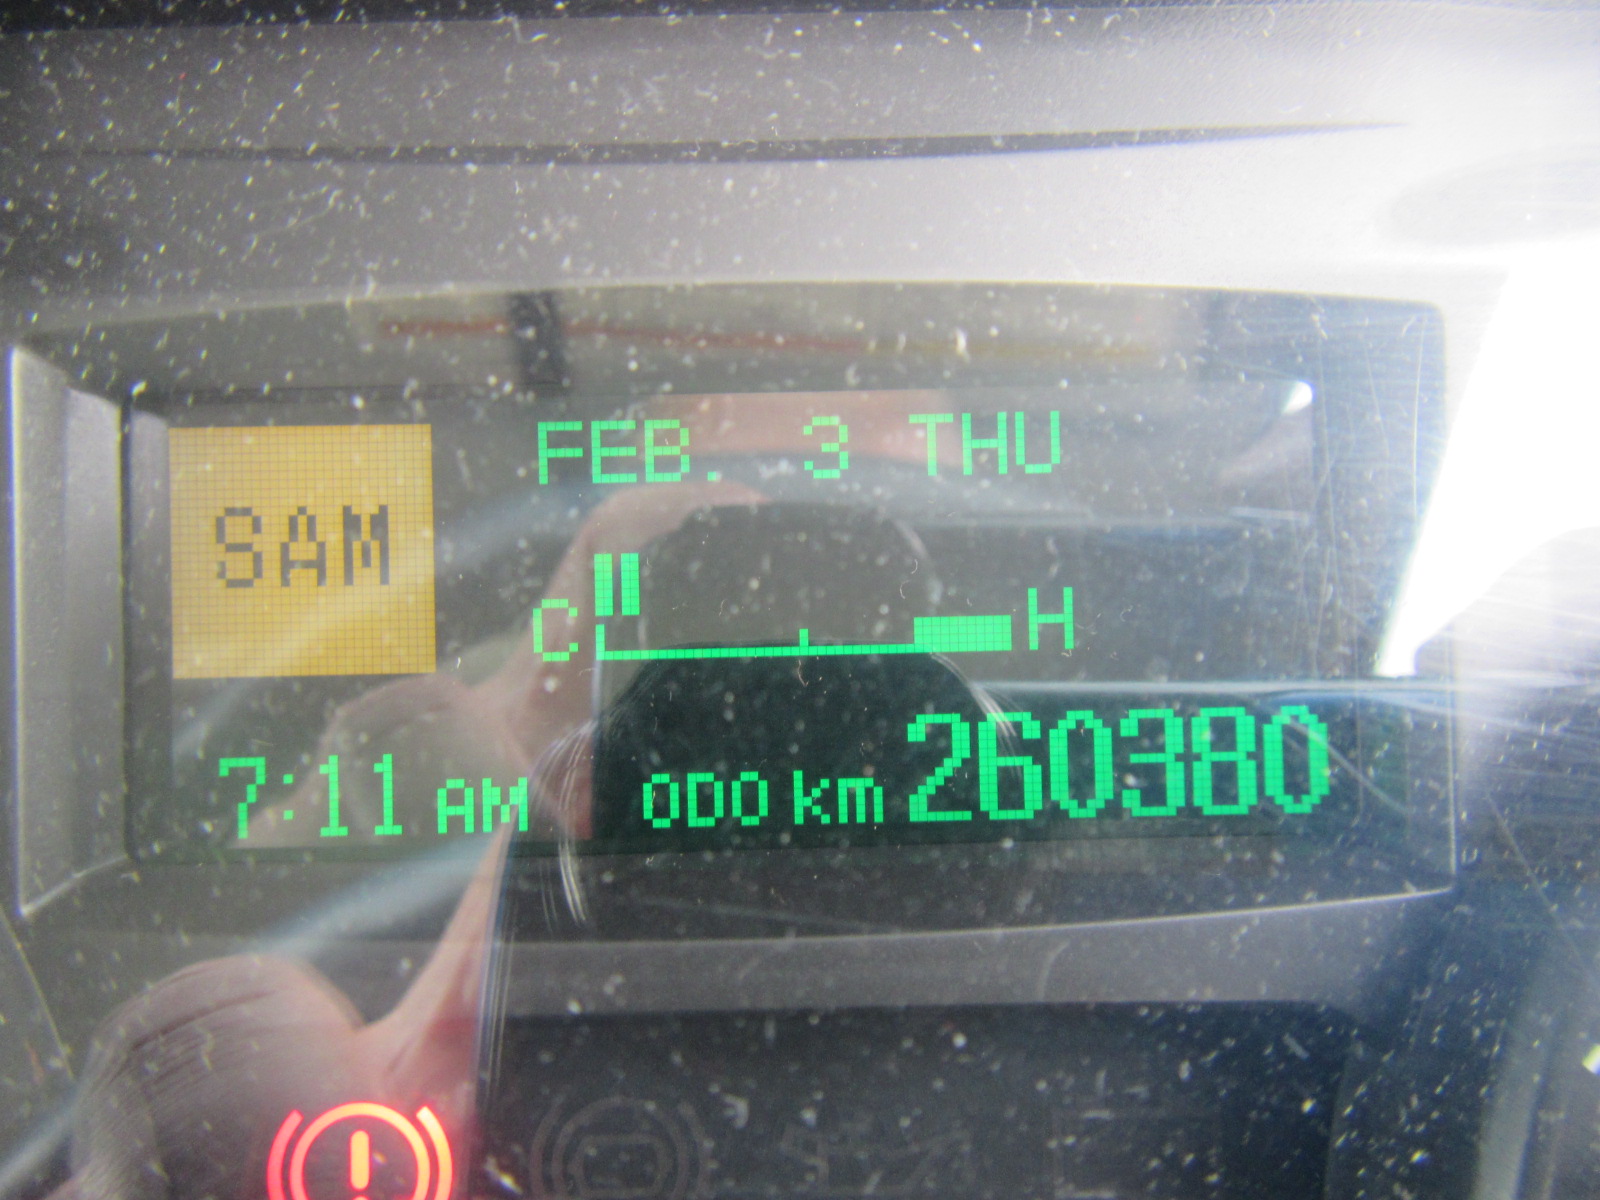 FEB. 3 THU
SAM
C H
7:11 AM ODO km 260380